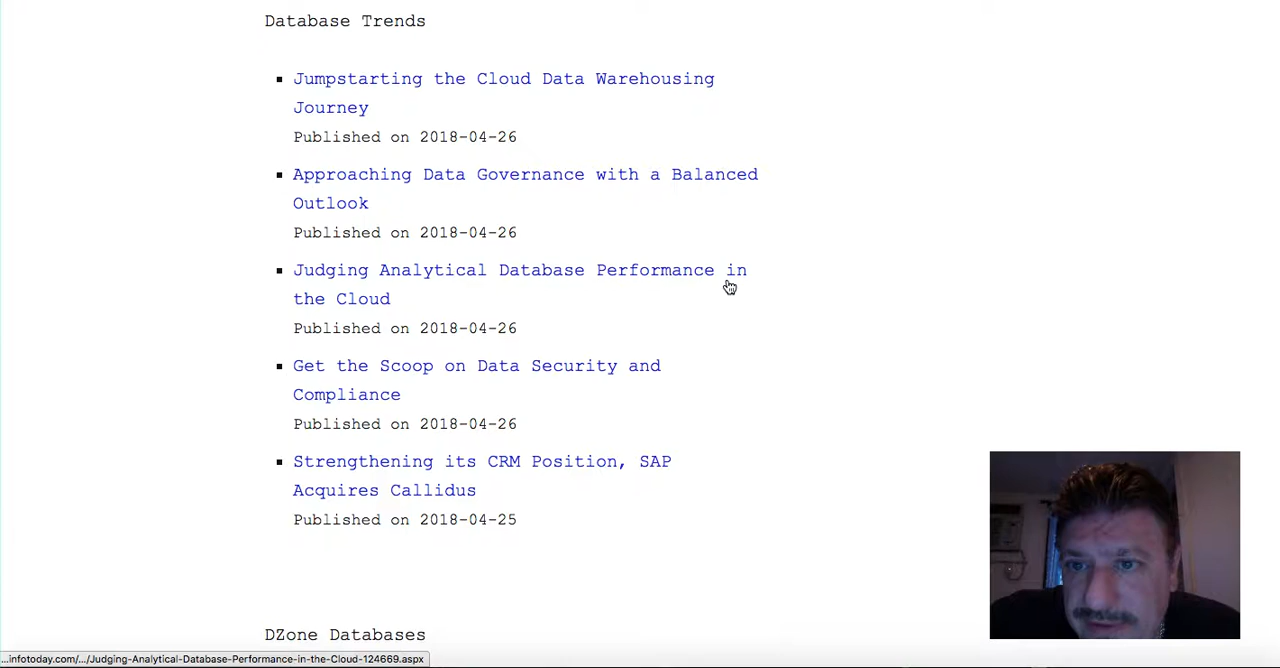 Database Trends
Jumpstarting the Cloud Data Warehousing
Journey
Published on 2018-04-26
Approaching Data Governance with a Balanced
Outlook
Published on 2018-04-26
Judging Analytical Database Performance in
the Cloud
Published on 2018-04-26
Get the Scoop on Data Security and
Compliance
Published on 2018-04-26
Strengthening its CRM Position, SAP
Acquires Callidus
Published on 2018-04-25
DZone Databases
...infotoday.com/.../Judging-Analytical-Database-Performance-in-the-Cloud-124669.aspx